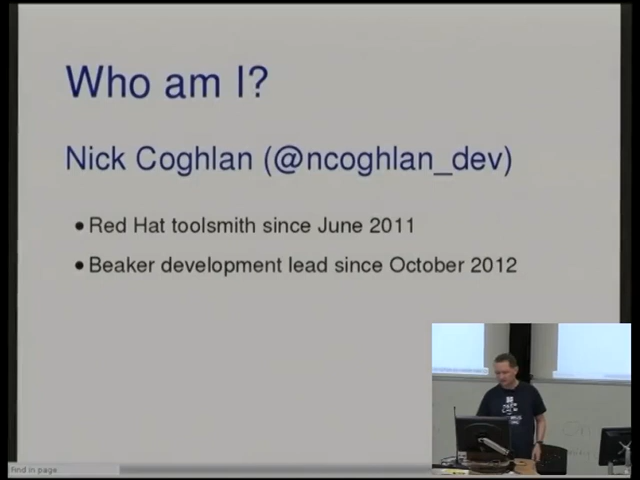 Who am I?
Nick Coghlan (@ncoghlan_dev)
• Red Hat toolsmith since June 2011
• Beaker development lead since October 2012
Find in page